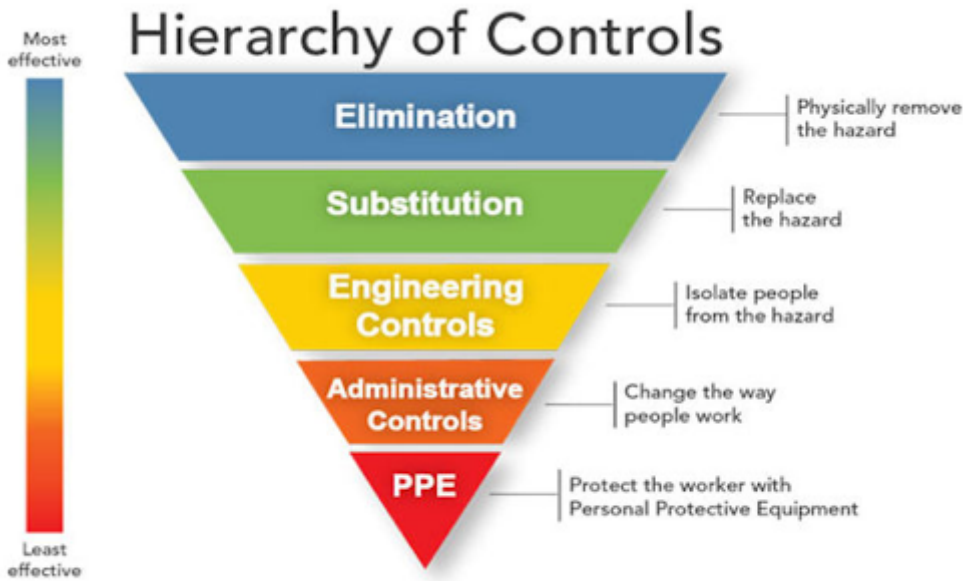 Hierarchy of Controls
Most
effective
Elimination
Physically remove
the hazard
Substitution
Replace
the hazard
Engineering
Controls
Isolate people
from the hazard
Administrative
Controls
Change the way
people work
PPE
Protect the worker with
Personal Protective Equipment
Least
effective